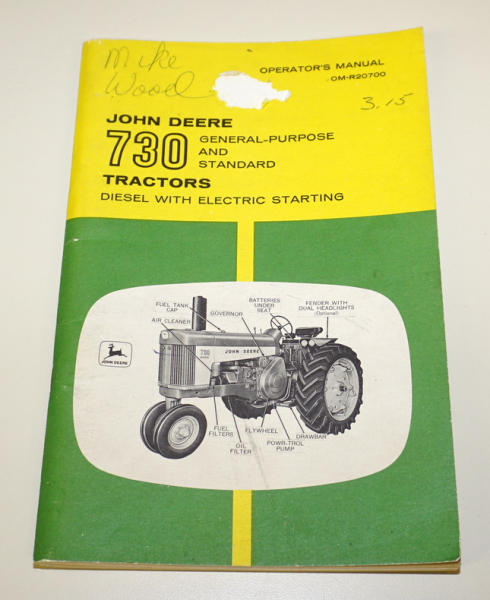 Mike
Wood
OPERATOR'S MANUAL
OM-R20700
3.15
JOHN DEERE
730 GENERAL-PURPOSE
AND
STANDARD
TRACTORS
DIESEL WITH ELECTRIC STARTING
FUEL TANK
CAP
AIR CLEANER
GOVERNOR
BATTERIES
UNDER
SEAT
FENDER WITH
DUAL HEADLIGHTS
(Optional)
JOHN DEERE
730
JOHN DEERE
FUEL
FILTERS
OIL
FILTER
FLYWHEEL
POWR-TROL
PUMP
DRAWBAR